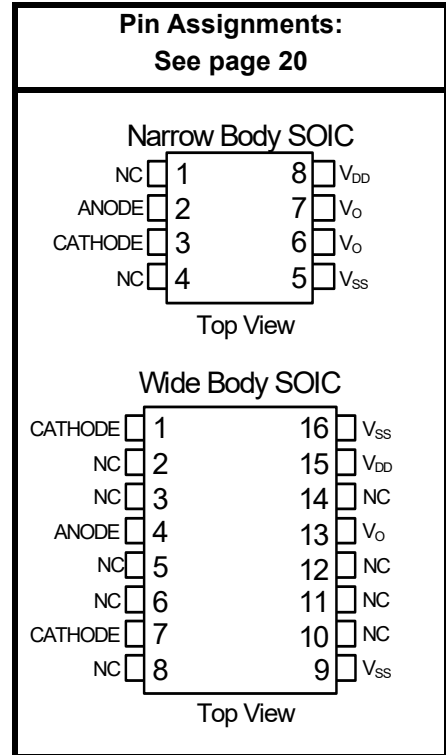 Pin Assignments:
See page 20
Narrow Body SOIC
NC 1 8 VDD
ANODE 2 7 VO
CATHODE 3 6 VO
NC 4 5 VSS
Top View
Wide Body SOIC
CATHODE 1 16 VSS
NC 2 15 VDD
NC 3 14 NC
ANODE 4 13 VO
NC 5 12 NC
NC 6 11 NC
CATHODE 7 10 NC
NC 8 9 VSS
Top View